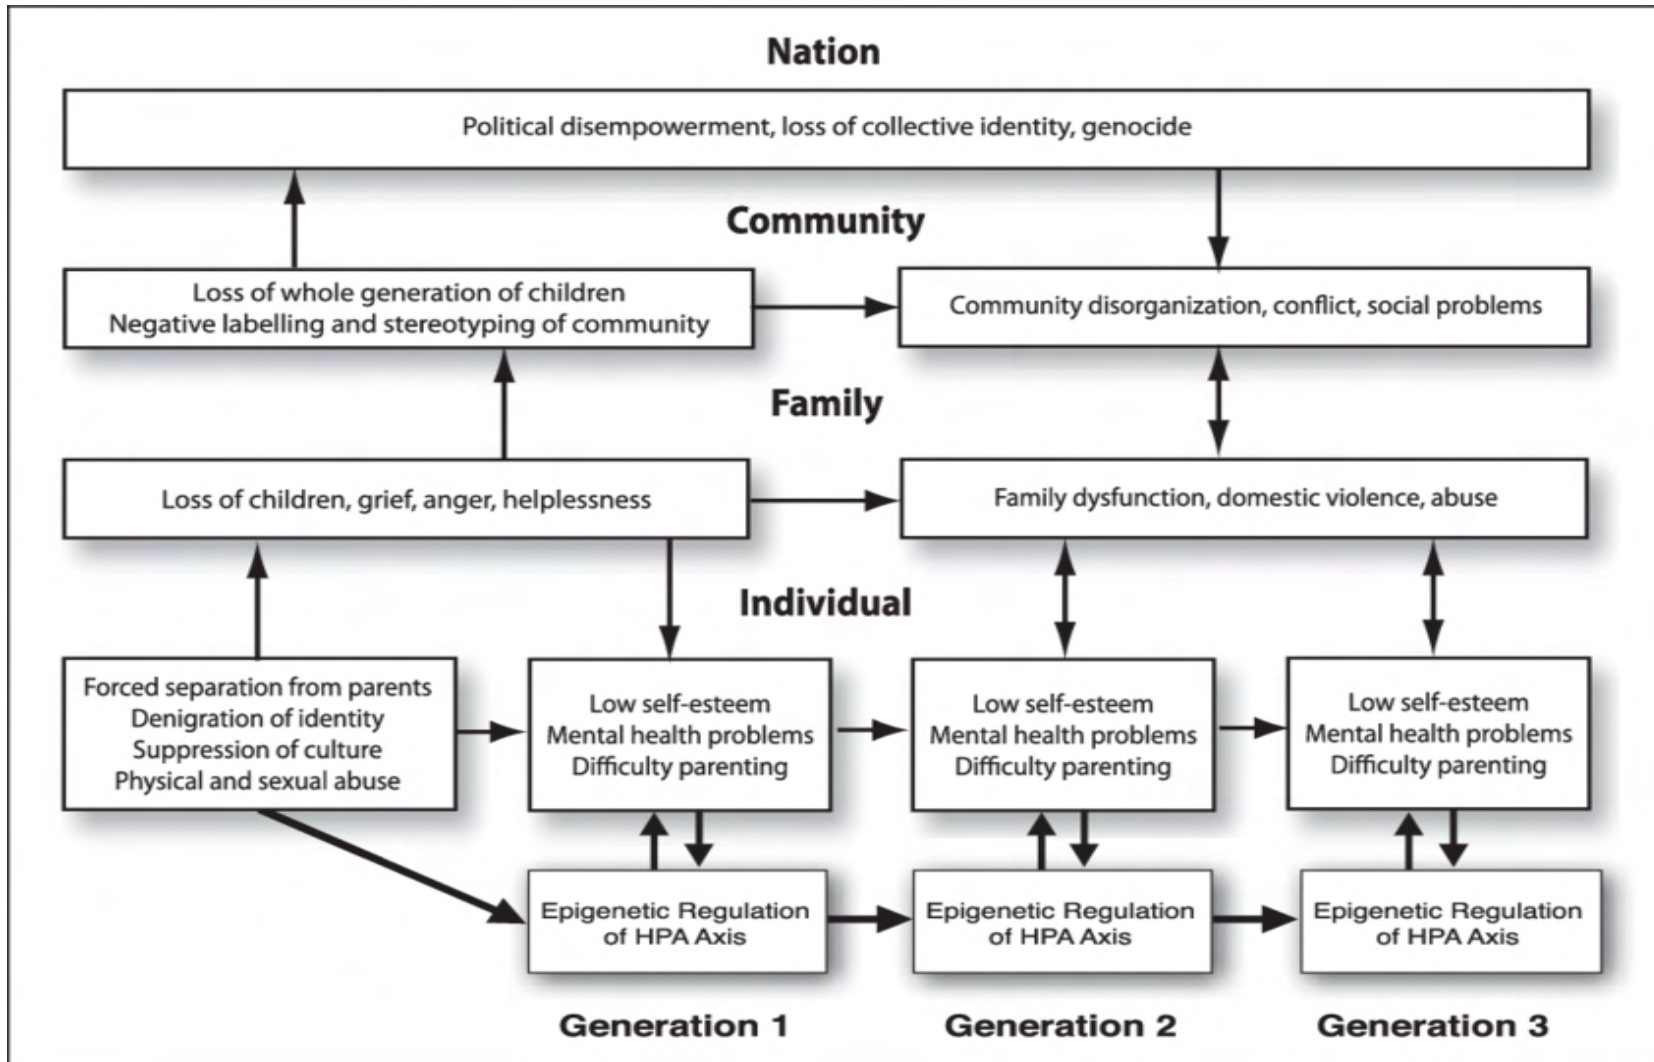 Nation
Political disempowerment, loss of collective identity, genocide
Community
Loss of whole generation of children
Negative labelling and stereotyping of community
Community disorganization, conflict, social problems
Family
Loss of children, grief, anger, helplessness
Family dysfunction, domestic violence, abuse
Individual
Forced separation from parents
Denigration of identity
Suppression of culture
Physical and sexual abuse
Low self-esteem
Mental health problems
Difficulty parenting
Low self-esteem
Mental health problems
Difficulty parenting
Low self-esteem
Mental health problems
Difficulty parenting
Epigenetic Regulation
of HPA Axis
Epigenetic Regulation
of HPA Axis
Epigenetic Regulation
of HPA Axis
Generation 1
Generation 2
Generation 3